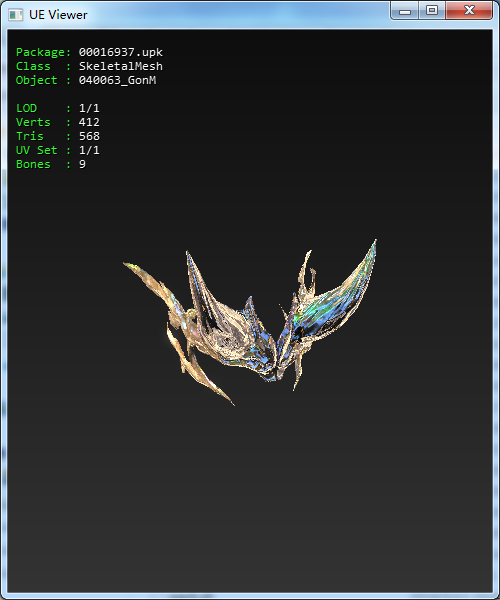 UE Viewer
Package: 00016937.upk
Class : SkeletalMesh
Object : 040063_GonM
LOD : 1/1
Verts : 412
Tris : 568
UV Set : 1/1
Bones : 9